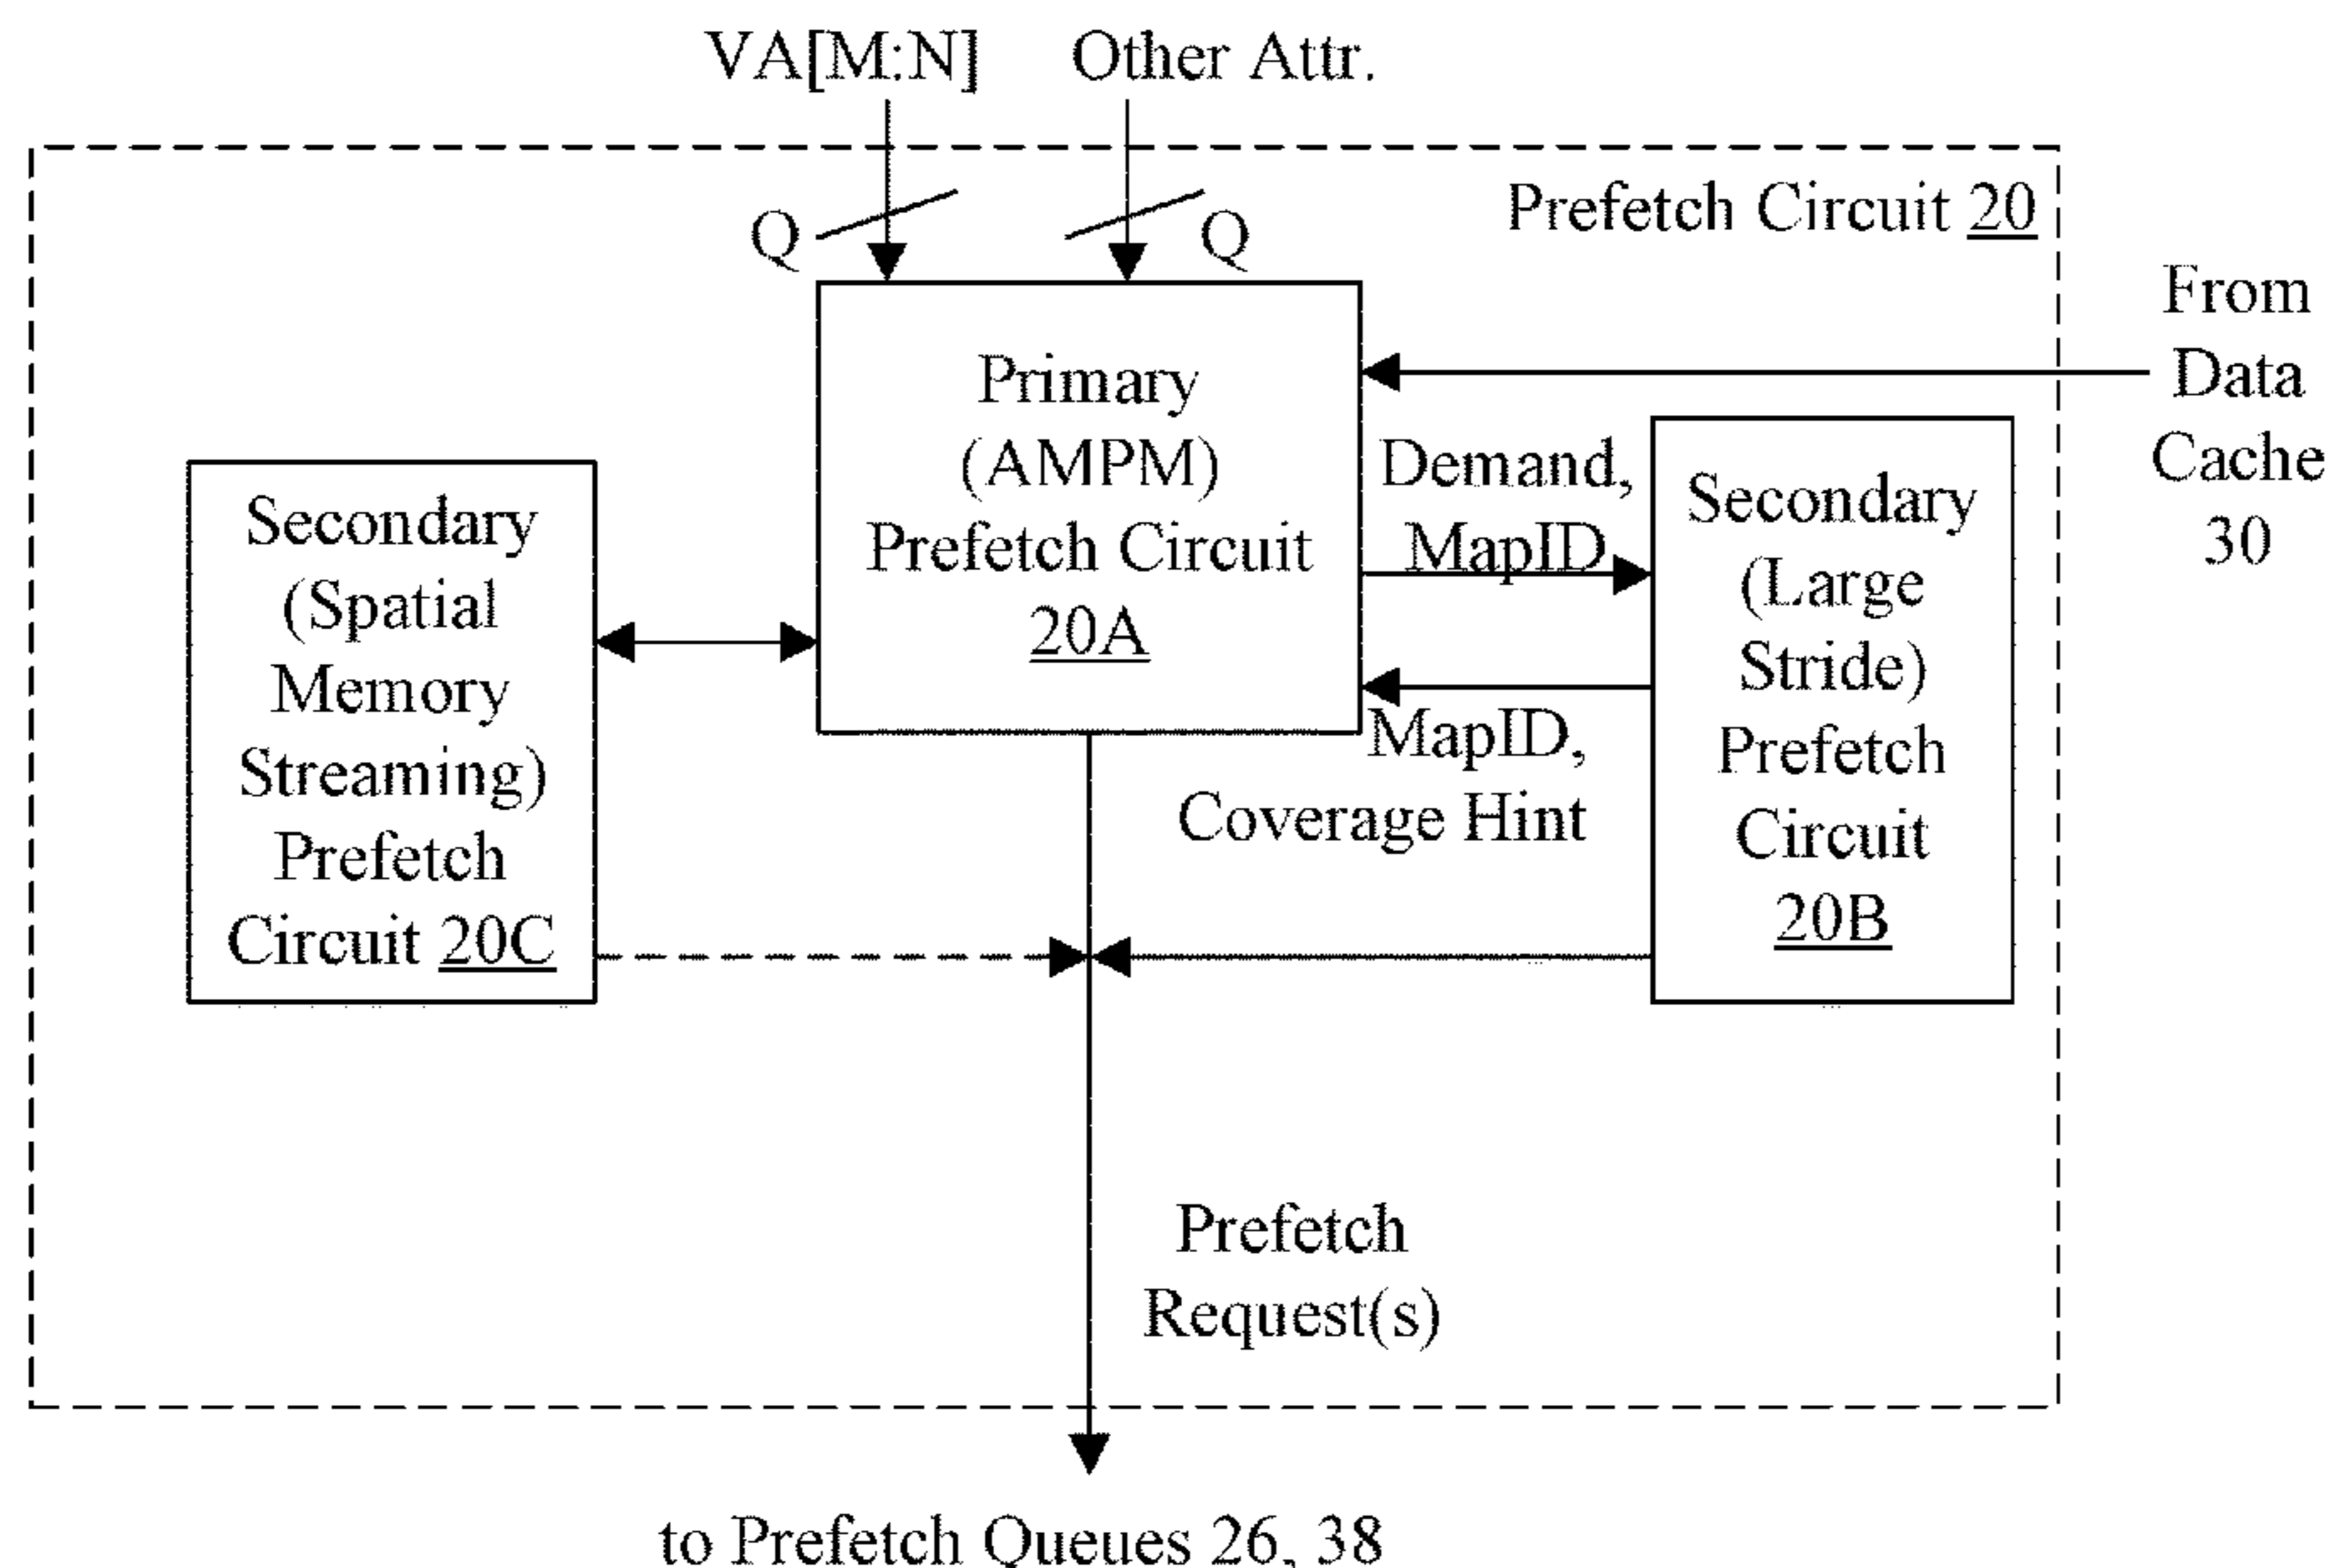 VA[M:N]
Other Attr.
Q
Q
Prefetch Circuit 20
From
Data
Cache
30
Primary
(AMPM)
Prefetch Circuit
20A
Demand,
MapID
MapID,
Coverage Hint
Secondary
(Large
Stride)
Prefetch
Circuit
20B
Secondary
(Spatial
Memory
Streaming)
Prefetch
Circuit 20C
Prefetch
Request(s)
to Prefetch Queues 26, 38